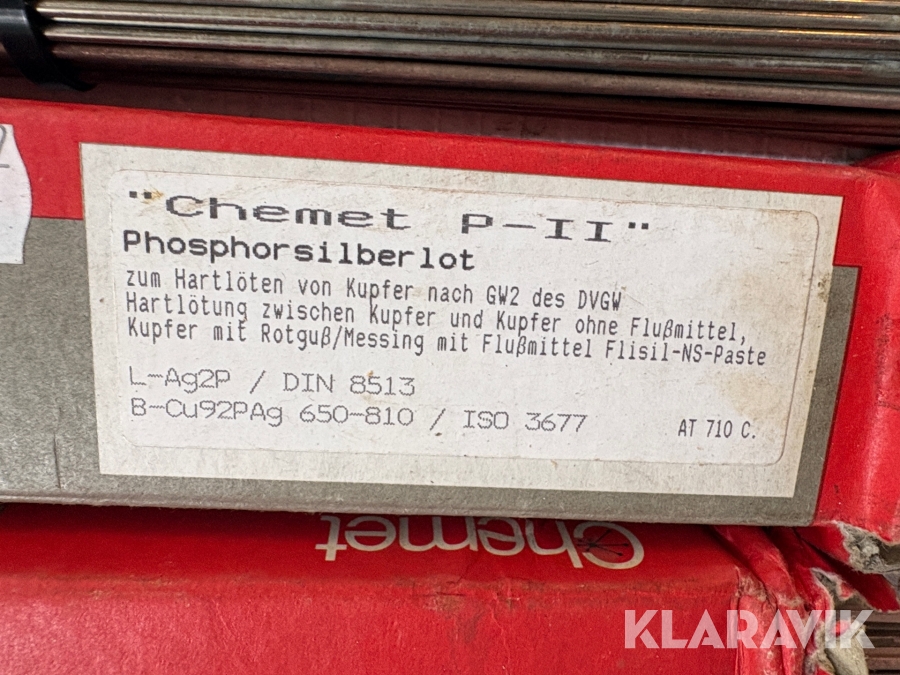 "Chemet P-II"
Phosphorsilberlot
zum Hartlöten von Kupfer nach GW2 des DVGW
Hartlötung zwischen Kupfer und Kupfer ohne Flußmittel,
Kupfer mit Rotguß/Messing mit Flußmittel Flisil-NS-Paste
L-Ag2P / DIN 8513
B-Cu92PAg 650-810 / ISO 3677
AT 710 C.
Chemet
KLARAVIK